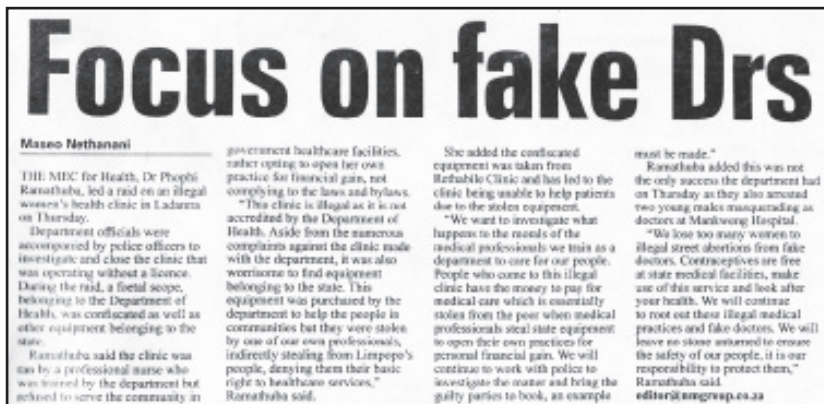 Focus on fake Drs
Maseo Nethanani
THE MEC for Health, Dr Phophi
Ramathuba, led a raid on an illegal
women's health clinic in Ladanna
on Thursday.
Department officials were
accompanied by police officers to
investigate and close the clinic that
was operating without a licence.
During the raid, a foetal scope,
belonging to the Department of
Health, was confiscated as well as
other equipment belonging to the
state.
Ramathuba said the clinic was
ran by a professional nurse who
was trained by the department but
refused to serve the community in
government healthcare facilities,
rather opting to open her own
practice for financial gain, not
complying to the laws and bylaws.
"This clinic is illegal as it is not
accredited by the Department of
Health. Aside from the numerous
complaints against the clinic made
with the department, it was also
worrisome to find equipment
belonging to the state. This
equipment was purchased by the
department to help the people in
communities but they were stolen
by one of our own professionals,
indirectly stealing from Limpopo's
people, denying them their basic
right to healthcare services,"
Ramathuba said.
She added the confiscated
equipment was taken from
Rethabile Clinic and has led to the
clinic being unable to help patients
due to the stolen equipment.
"We want to investigate what
happens to the morals of the
medical professionals we train as a
department to care for our people.
People who come to this illegal
clinic have the money to pay for
medical care which is essentially
stolen from the poor when medical
professionals steal state equipment
to open their own practices for
personal financial gain. We will
continue to work with police to
investigate the matter and bring the
guilty parties to book, an example
must be made."
Ramathuba added this was not
the only success the department had
on Thursday as they also arrested
two young males masquerading as
doctors at Mankweng Hospital.
"We lose too many women to
illegal street abortions from fake
doctors. Contraceptives are free
at state medical facilities, make
use of this service and look after
your health. We will continue
to root out these illegal medical
practices and fake doctors. We will
leave no stone unturned to ensure
the safety of our people, it is our
responsibility to protect them,"
Ramathuba said.
editor@nmgroup.co.za